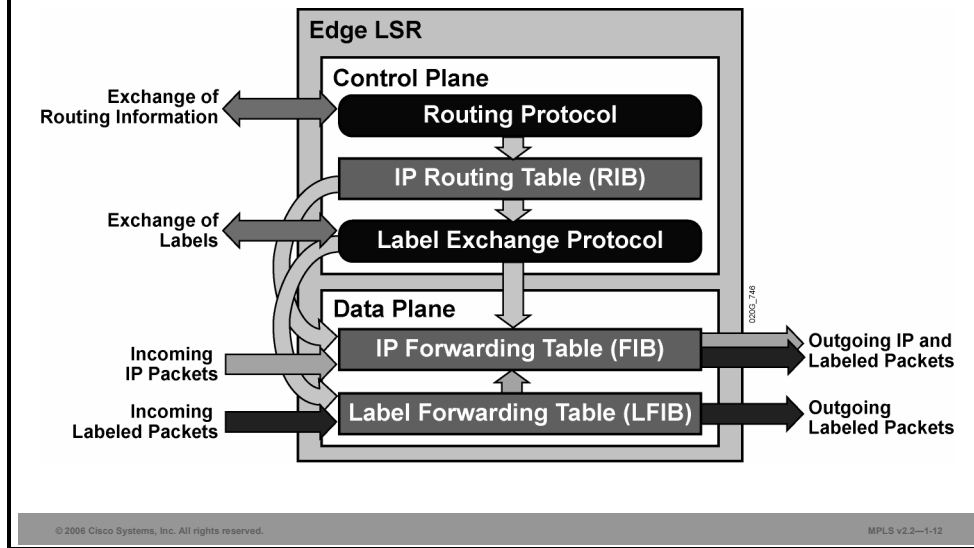 Edge LSR
Control Plane
Exchange of
Routing Information
Routing Protocol
IP Routing Table (RIB)
Exchange of
Labels
Label Exchange Protocol
020G_746
Data Plane
IP Forwarding Table (FIB)
Outgoing IP and
Labeled Packets
Incoming
IP Packets
Label Forwarding Table (LFIB)
Incoming
Labeled Packets
Outgoing
Labeled Packets
© 2006 Cisco Systems, Inc. All rights reserved.
MPLS v2.2—1-12